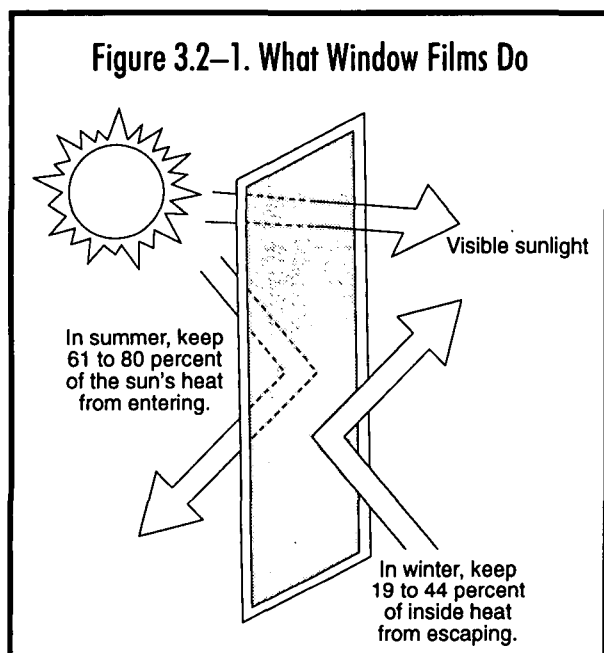 Figure 3.2–1. What Window Films Do
Visible sunlight
In summer, keep
61 to 80 percent
of the sun's heat
from entering.
In winter, keep
19 to 44 percent
of inside heat
from escaping.